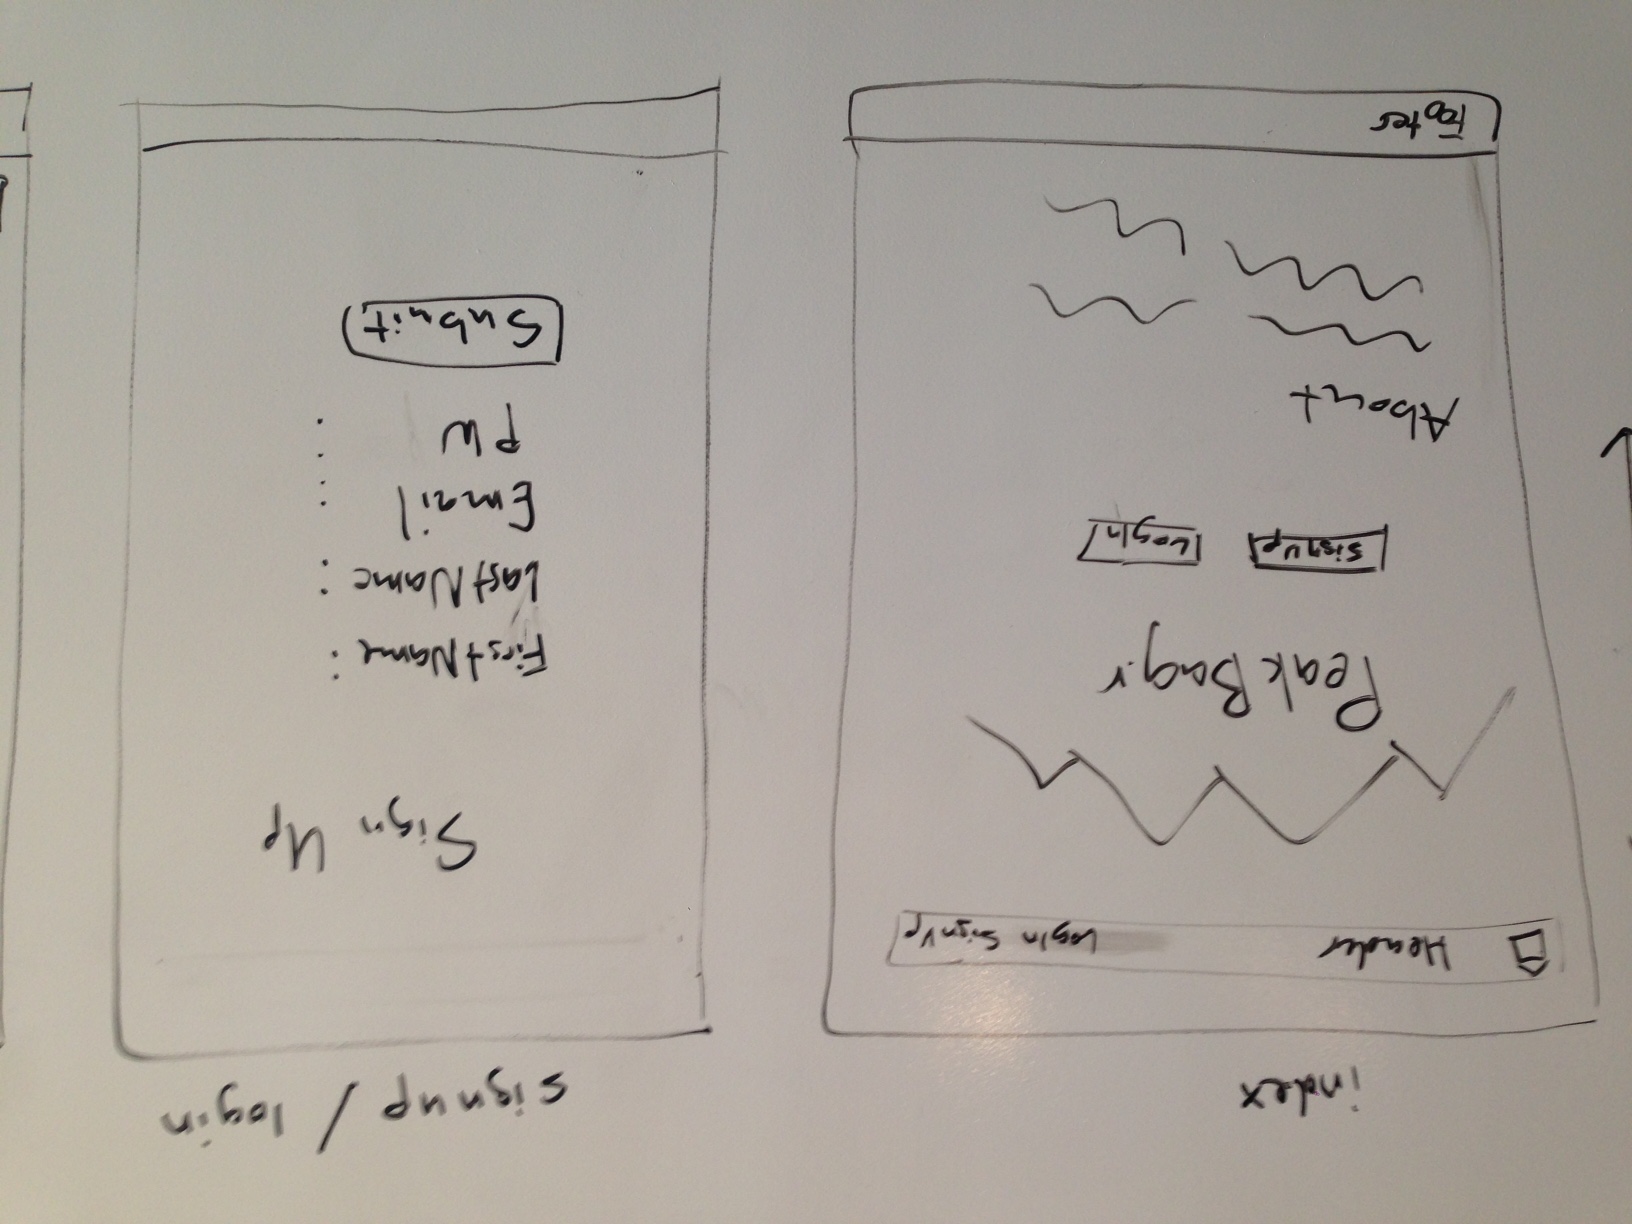 index
Header LogIn SignUp
PeakBag.r
SignUp LogIn
About
Footer
signup / login
Sign Up
FirstName :
LastName :
Email :
PW :
Submit